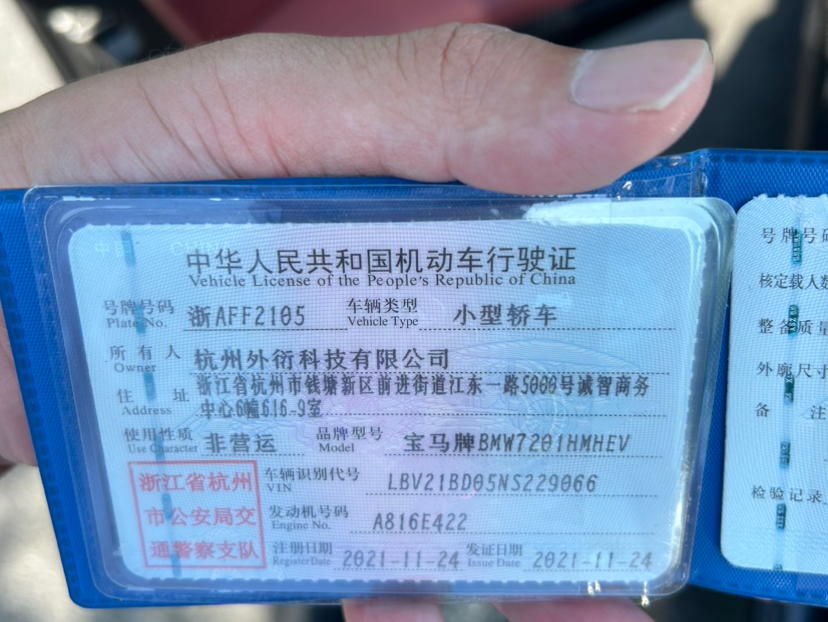 中华人民共和国机动车行驶证
Vehicle License of the People's Republic of China
号牌号码 浙AFF2105 车辆类型 小型轿车
Plate No. Vehicle Type
所有人 杭州外衍科技有限公司
Owner
住址 浙江省杭州市钱塘新区前进街道江东一路5000号诚智商务
Address 中心6幢616-9室
使用性质 非营运 品牌型号 宝马牌BMW7201HMHEV
Use Character Model
浙江省杭州
市公安局交
通警察支队
车辆识别代号 LBV21BD05NS229066
VIN
发动机号码 A816E422
Engine No.
注册日期 2021-11-24 发证日期 2021-11-24
Register Date Issue Date
号牌号码
核定载人数
整备质量
外廓尺寸
备注
检验记录